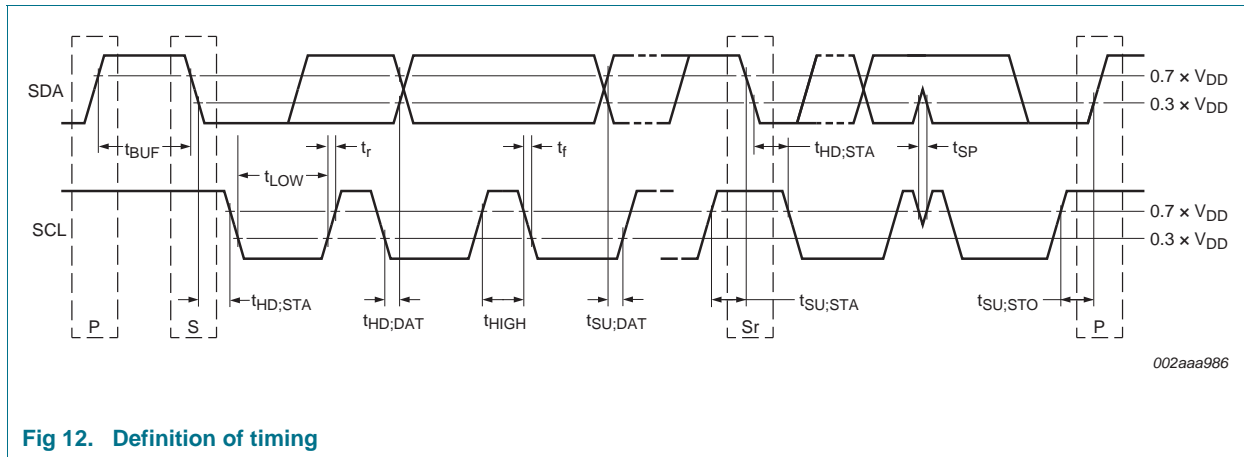 SDA
0.7 × VDD
0.3 × VDD
tBUF
tr
tf
tHD;STA
tSP
tLOW
SCL
0.7 × VDD
0.3 × VDD
tHD;STA
tHD;DAT
tHIGH
tSU;DAT
tSU;STA
tSU;STO
P
S
Sr
P
002aaa986
Fig 12. Definition of timing